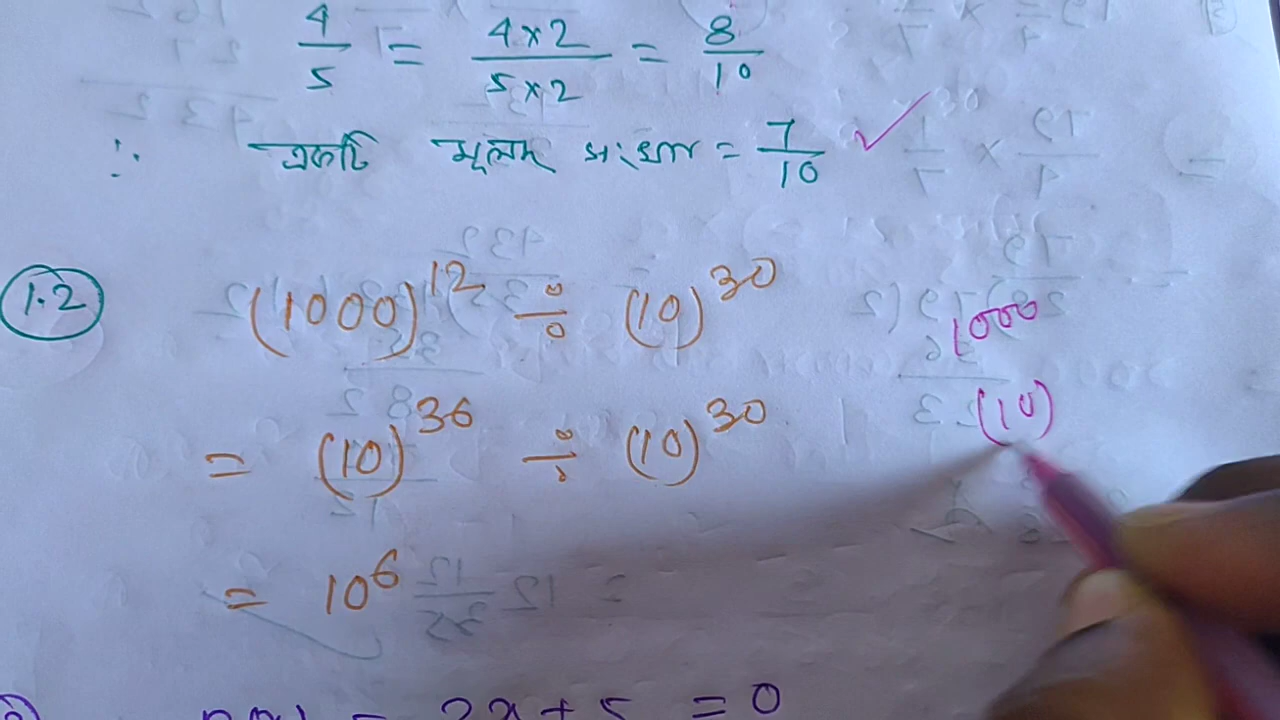 4/5 = 4×2/5×2 = 8/10
∴ একটি মূলদ সংখ্যা = 7/10 ✓
1.2 (1000)^12 ÷ (10)^30
1000
= (10)^36 ÷ (10)^30
(10)
= 10^6
= 2x + 5 = 0